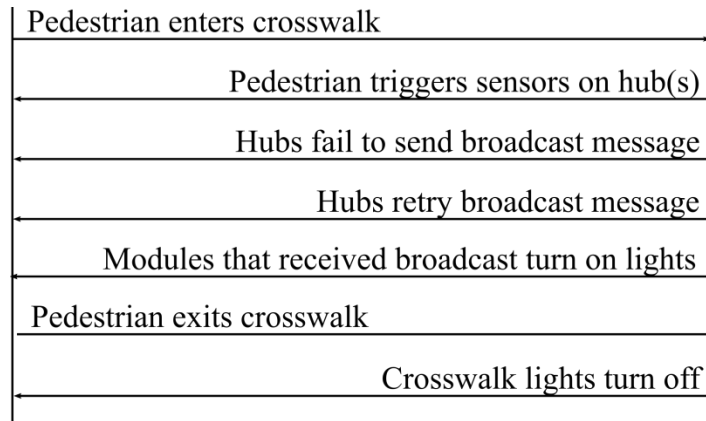 Pedestrian enters crosswalk
Pedestrian triggers sensors on hub(s)
Hubs fail to send broadcast message
Hubs retry broadcast message
Modules that received broadcast turn on lights
Pedestrian exits crosswalk
Crosswalk lights turn off